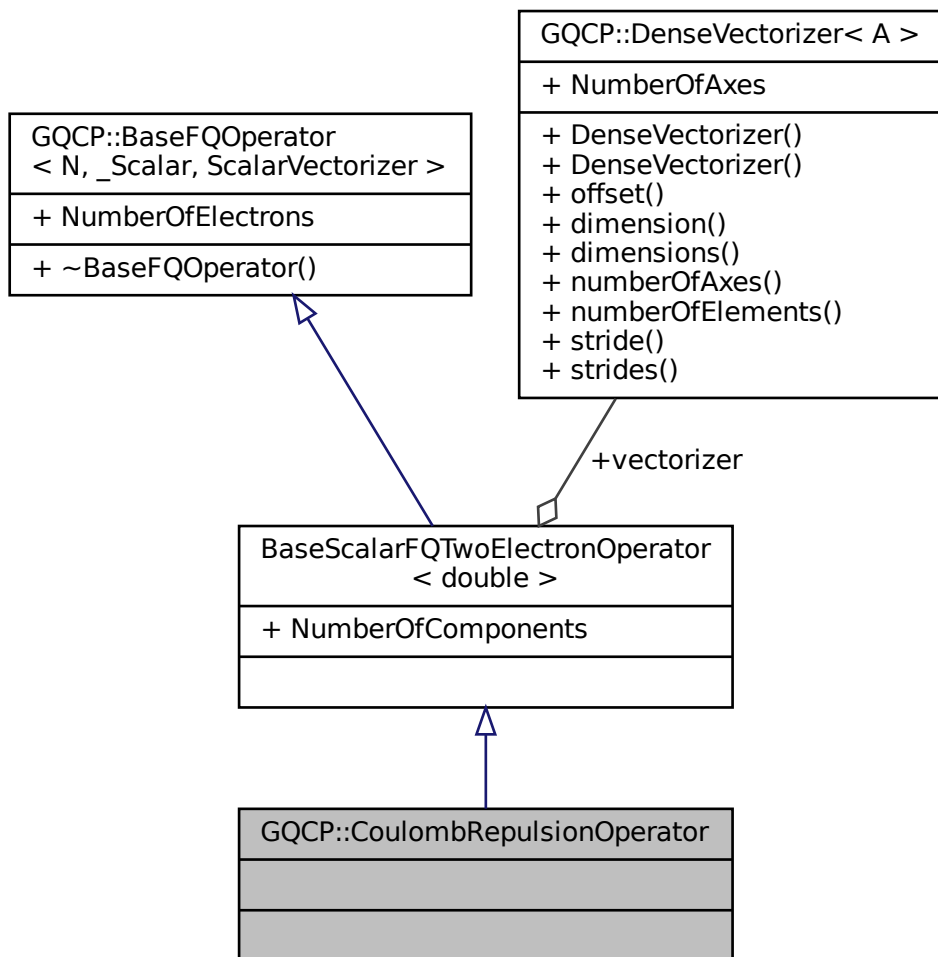 GQCP::DenseVectorizer< A >
+ NumberOfAxes
+ DenseVectorizer()
+ DenseVectorizer()
+ offset()
+ dimension()
+ dimensions()
+ numberOfAxes()
+ numberOfElements()
+ stride()
+ strides()
GQCP::BaseFQOperator
< N, _Scalar, ScalarVectorizer >
+ NumberOfElectrons
+ ~BaseFQOperator()
+vectorizer
BaseScalarFQTwoElectronOperator
< double >
+ NumberOfComponents
GQCP::CoulombRepulsionOperator